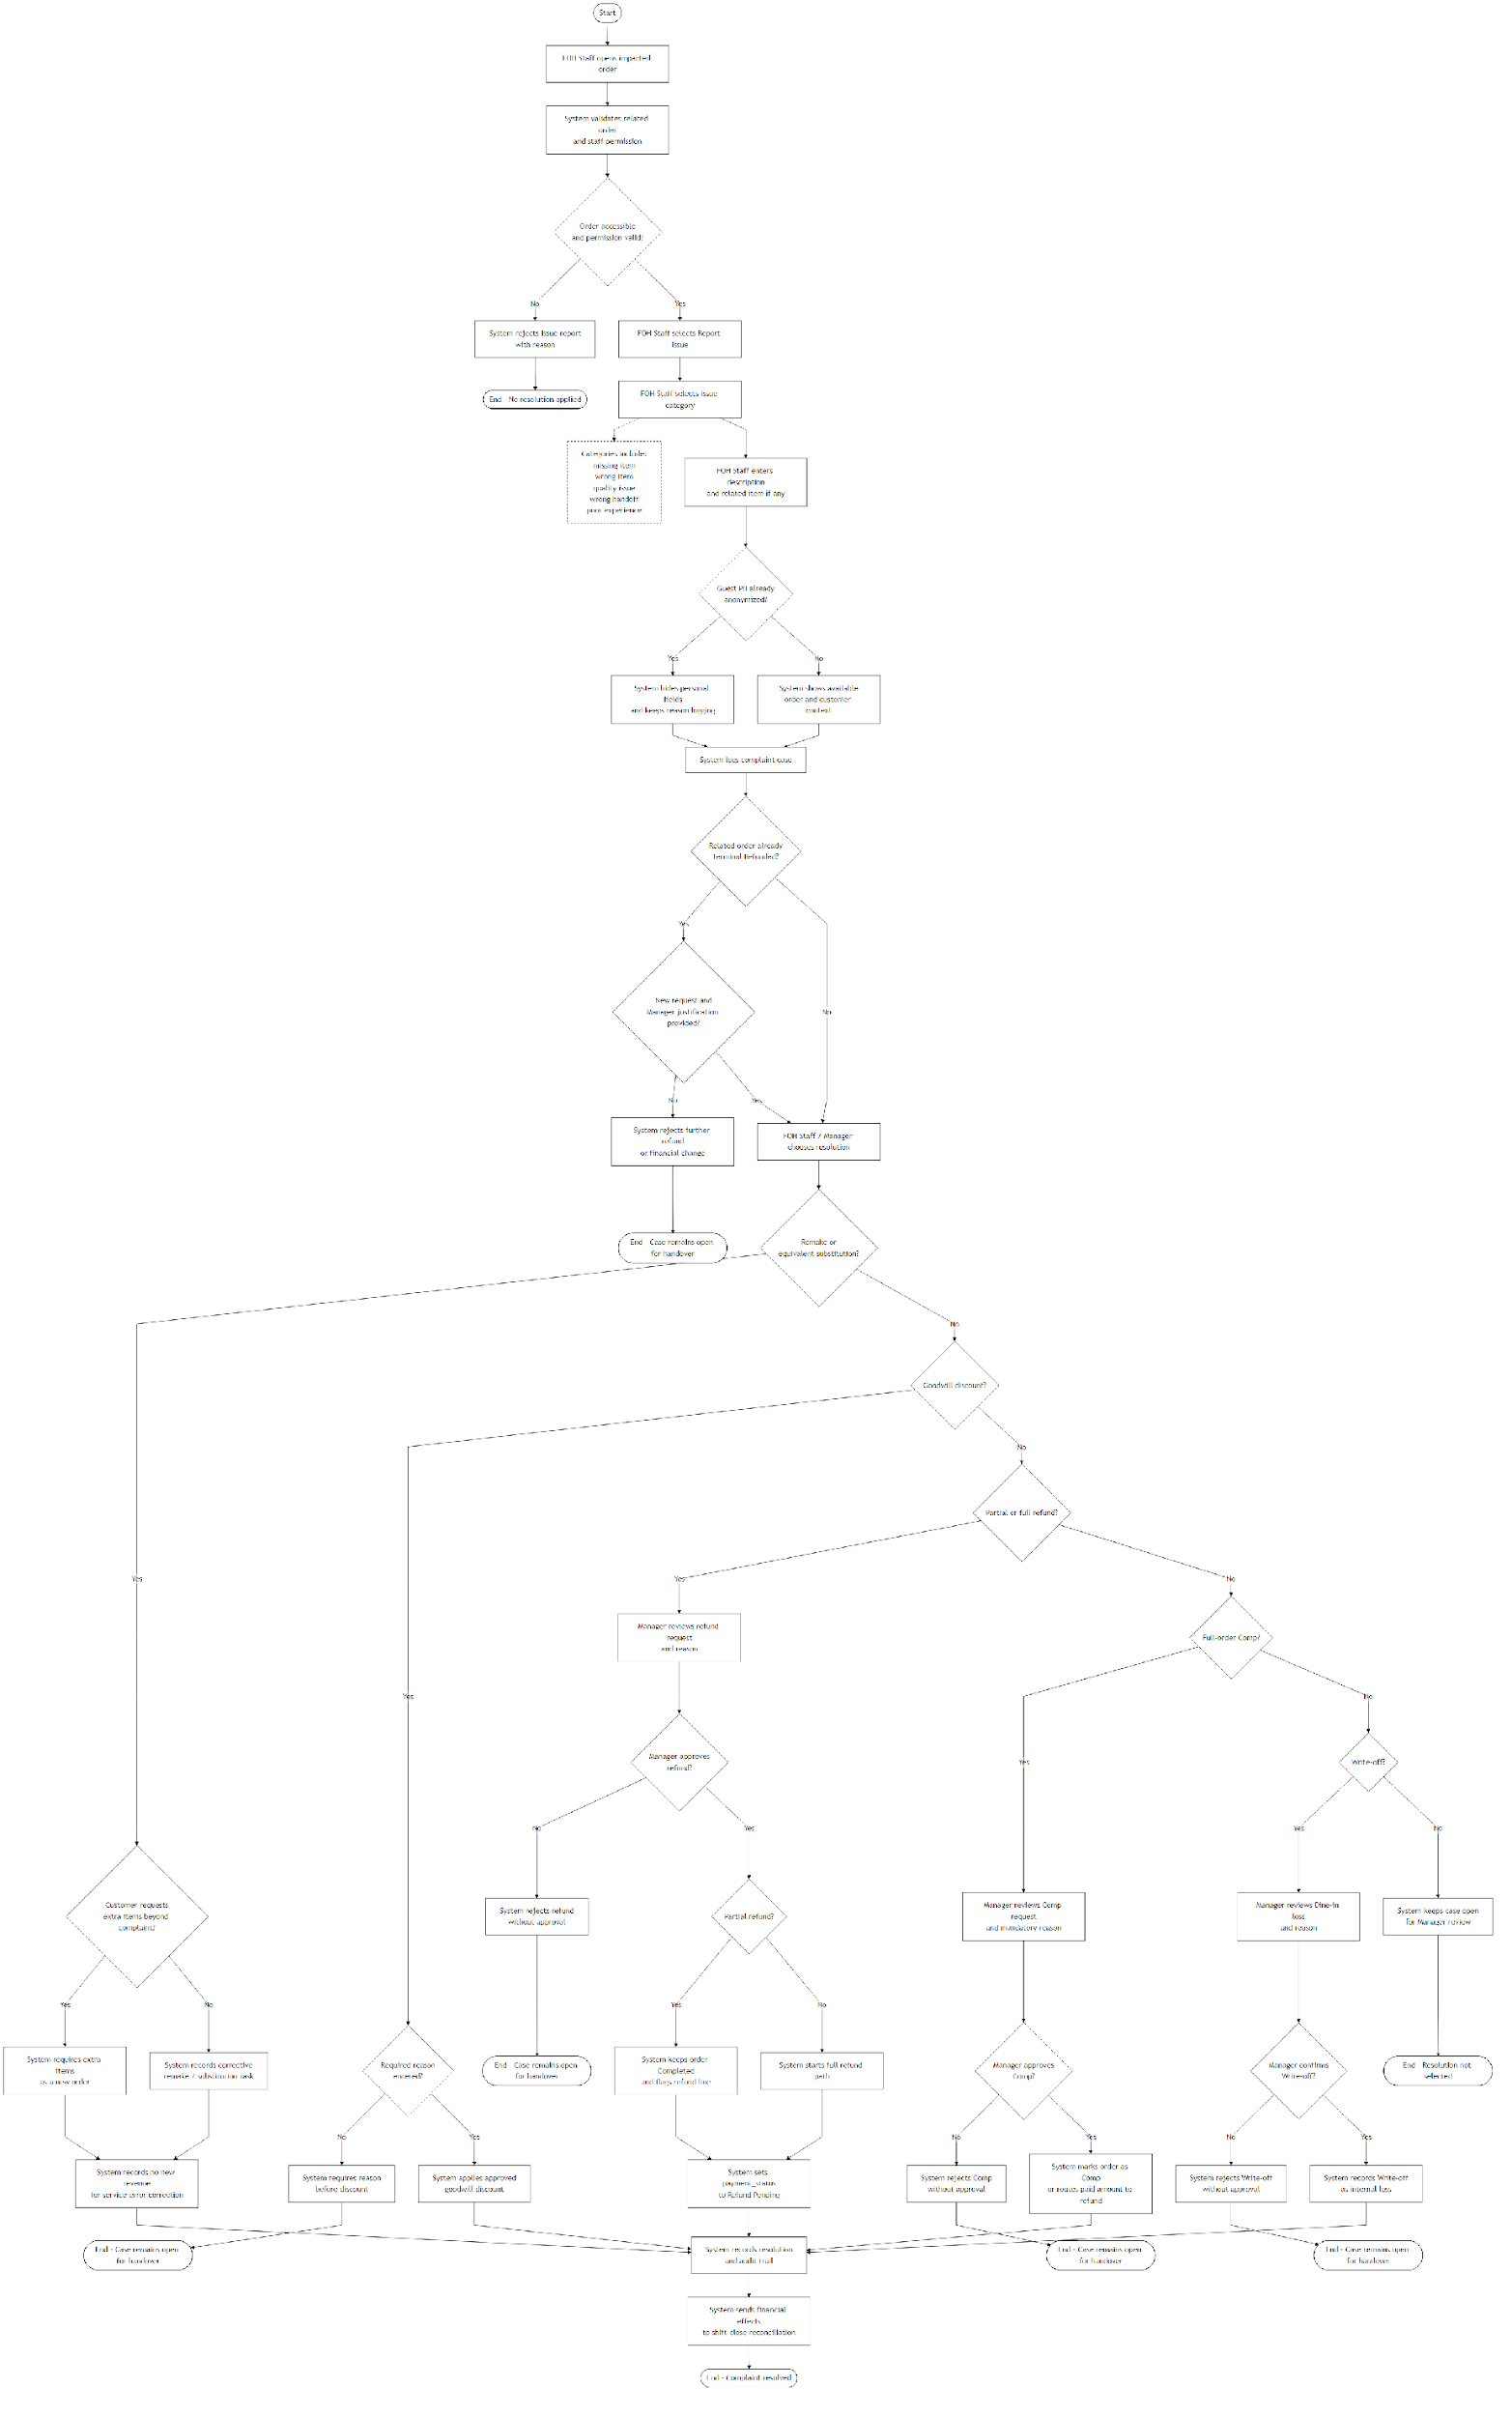 Start
FOH Staff opens impacted
order
System validates related
order
and staff permission
Order accessible
and permission valid?
No
Yes
System rejects issue report
with reason
FOH Staff selects Report
Issue
End - No resolution applied
FOH Staff selects issue
category
Categories include:
missing item
wrong item
quality issue
wrong handoff
poor experience
FOH Staff enters
description
and related item if any
Guest PII already
anonymized?
Yes
No
System hides personal
fields
and keeps reason logging
System shows available
order and customer
context
System logs complaint case
Related order already
terminal Refunded?
Yes
New request and
Manager justification
provided?
No
No
Yes
System rejects further
refund
or financial change
FOH Staff / Manager
chooses resolution
End - Case remains open
for handover
Remake or
equivalent substitution?
No
Goodwill discount?
No
Partial or full refund?
Yes
Yes
No
Manager reviews refund
request
and reason
Full-order Comp?
Yes
No
Manager approves
refund?
Yes
Write-off?
No
Yes
Yes
No
Customer requests
extra items beyond
complaint?
System rejects refund
without approval
Partial refund?
Manager reviews Comp
request
and mandatory reason
Manager reviews Dine-in
loss
and reason
System keeps case open
for Manager review
Yes
No
Yes
No
System requires extra
items
as a new order
System records corrective
remake / substitution task
Required reason
entered?
End - Case remains open
for handover
System keeps order
Completed
and flags refund line
System starts full refund
path
Manager approves
Comp?
Manager confirms
Write-off?
End - Resolution not
selected
No
Yes
No
Yes
No
Yes
System records no new
revenue
for service error correction
System requires reason
before discount
System applies approved
goodwill discount
System sets
payment_status
to Refund Pending
System rejects Comp
without approval
System marks order as
Comp
or routes paid amount to
refund
System rejects Write-off
without approval
System records Write-off
as internal loss
End - Case remains open
for handover
System records resolution
and audit trail
End - Case remains open
for handover
End - Case remains open
for handover
System sends financial
effects
to shift-close reconciliation
End - Complaint resolved